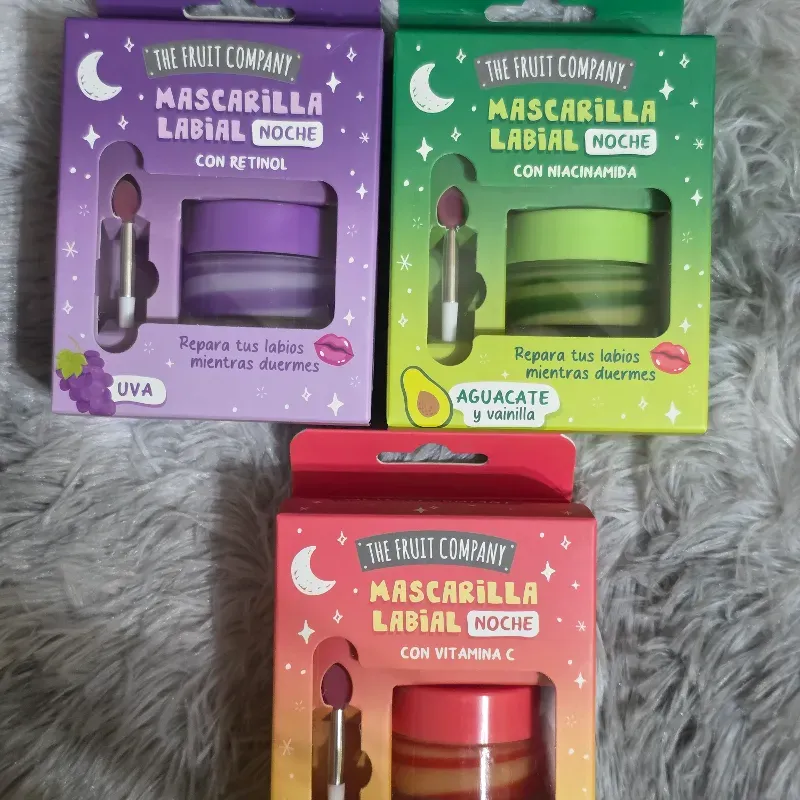 THE FRUIT COMPANY
MASCARILLA
LABIAL NOCHE
CON RETINOL
Repara tus labios
mientras duermes
UVA
THE FRUIT COMPANY
MASCARILLA
LABIAL NOCHE
CON NIACINAMIDA
Repara tus labios
mientras duermes
AGUACATE
y vainilla
THE FRUIT COMPANY
MASCARILLA
LABIAL NOCHE
CON VITAMINA C